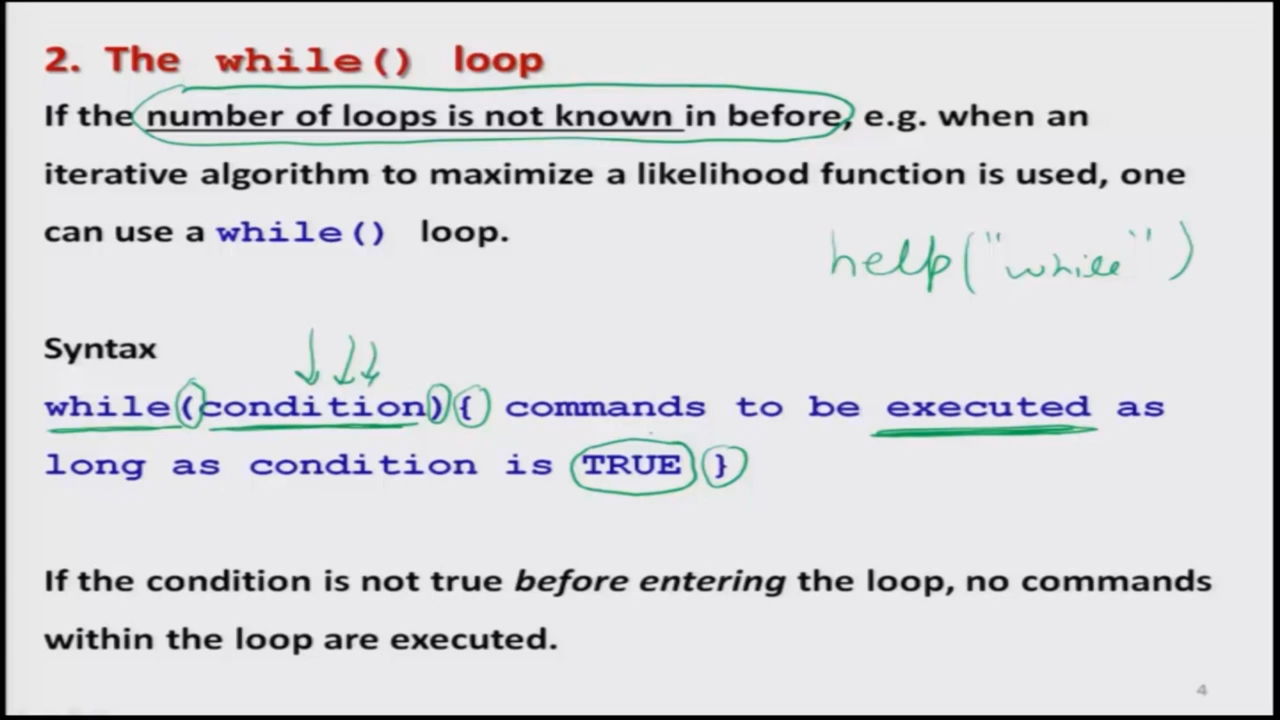 2. The while() loop
If the number of loops is not known in before, e.g. when an
iterative algorithm to maximize a likelihood function is used, one
can use a while() loop.
help("while")
Syntax
while(condition){ commands to be executed as
long as condition is TRUE }
If the condition is not true before entering the loop, no commands
within the loop are executed.
4